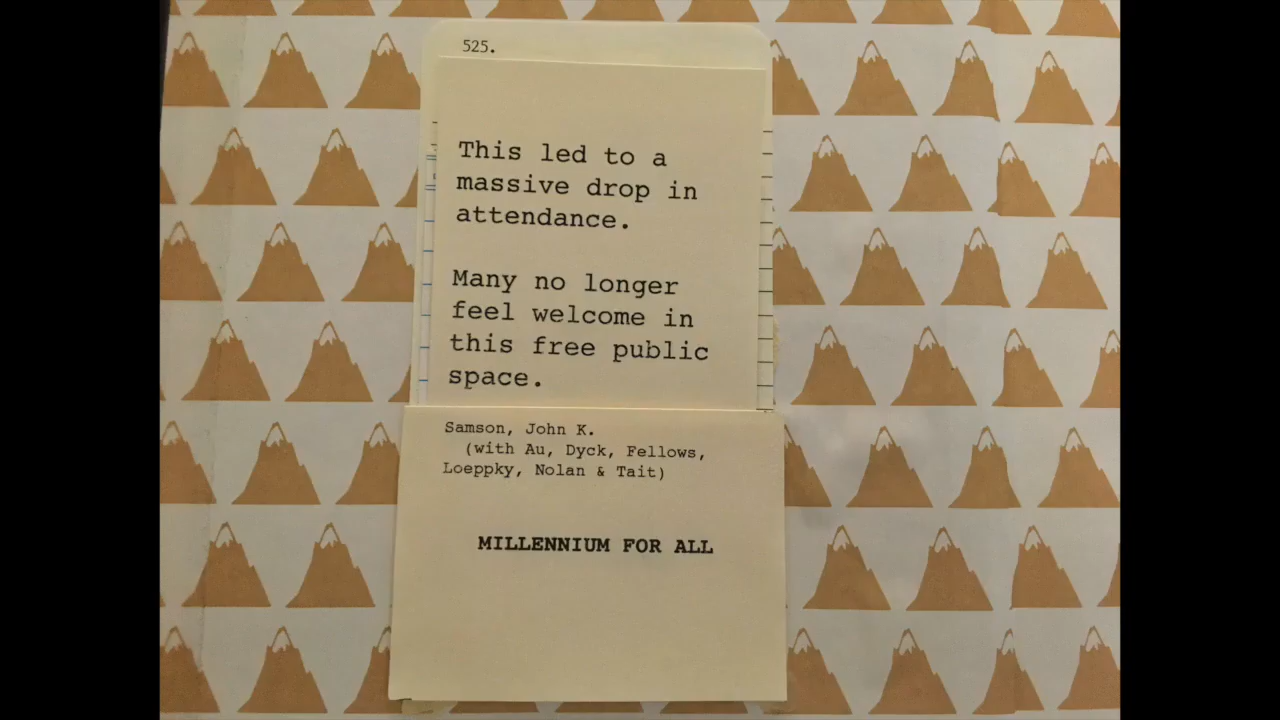 525.
This led to a
massive drop in
attendance.
Many no longer
feel welcome in
this free public
space.
Samson, John K.
(with Au, Dyck, Fellows,
Loeppky, Nolan & Tait)
MILLENNIUM FOR ALL